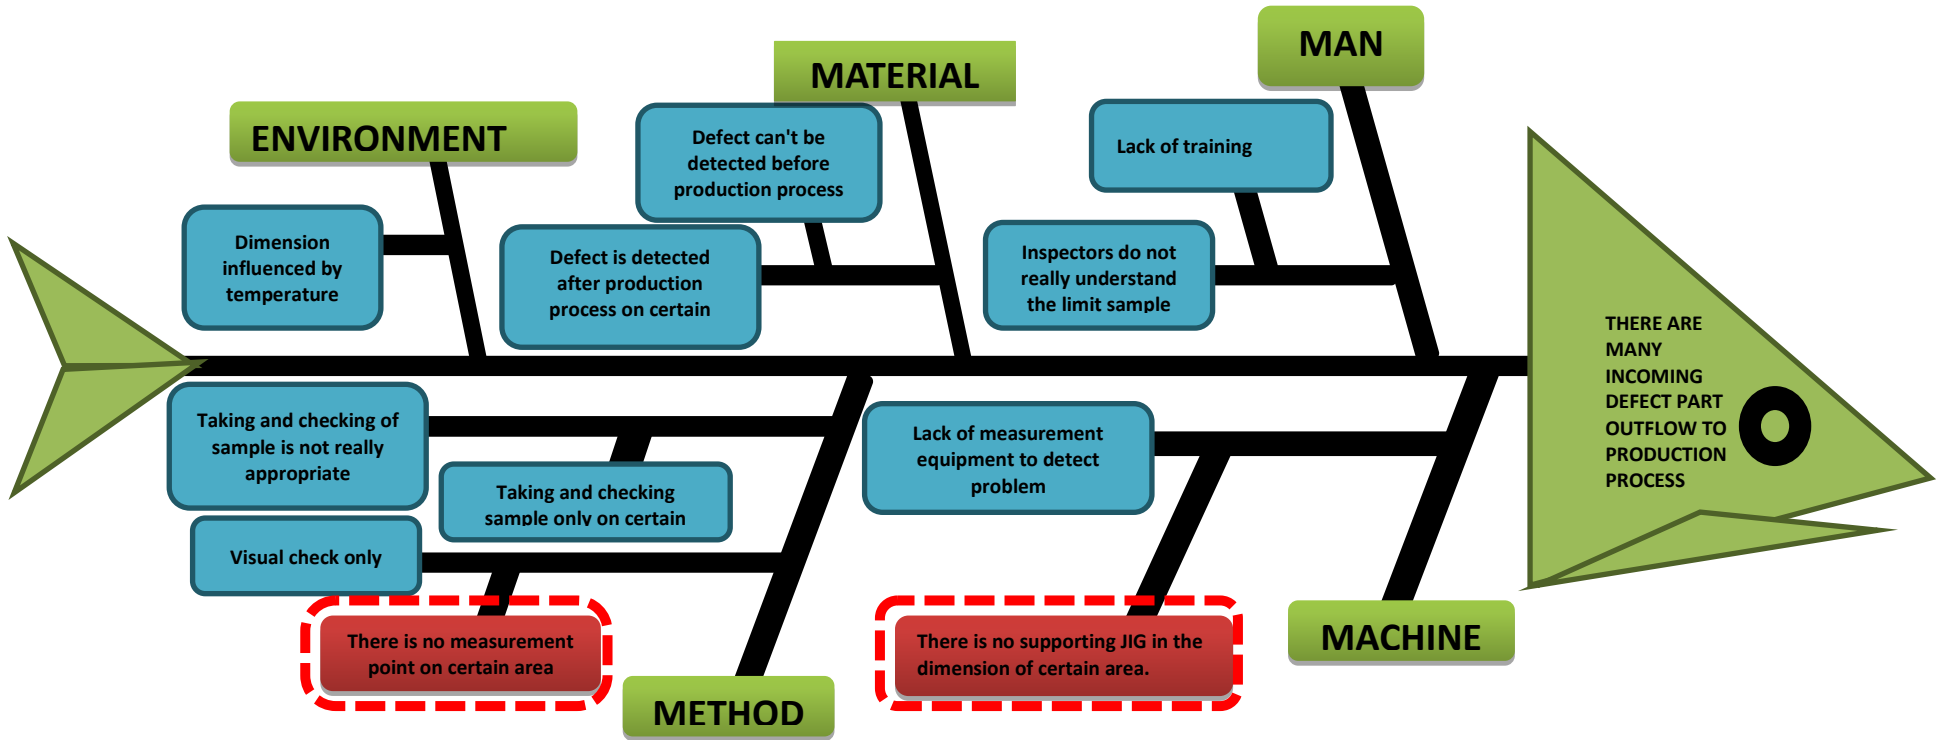 MAN
MATERIAL
ENVIRONMENT
Defect can't be
detected before
production process
Lack of training
Dimension
influenced by
temperature
Defect is detected
after production
process on certain
Inspectors do not
really understand
the limit sample
THERE ARE
MANY
INCOMING
DEFECT PART
OUTFLOW TO
PRODUCTION
PROCESS
Taking and checking of
sample is not really
appropriate
Taking and checking
sample only on certain
Lack of measurement
equipment to detect
problem
Visual check only
There is no measurement
point on certain area
There is no supporting JIG in the
dimension of certain area.
MACHINE
METHOD